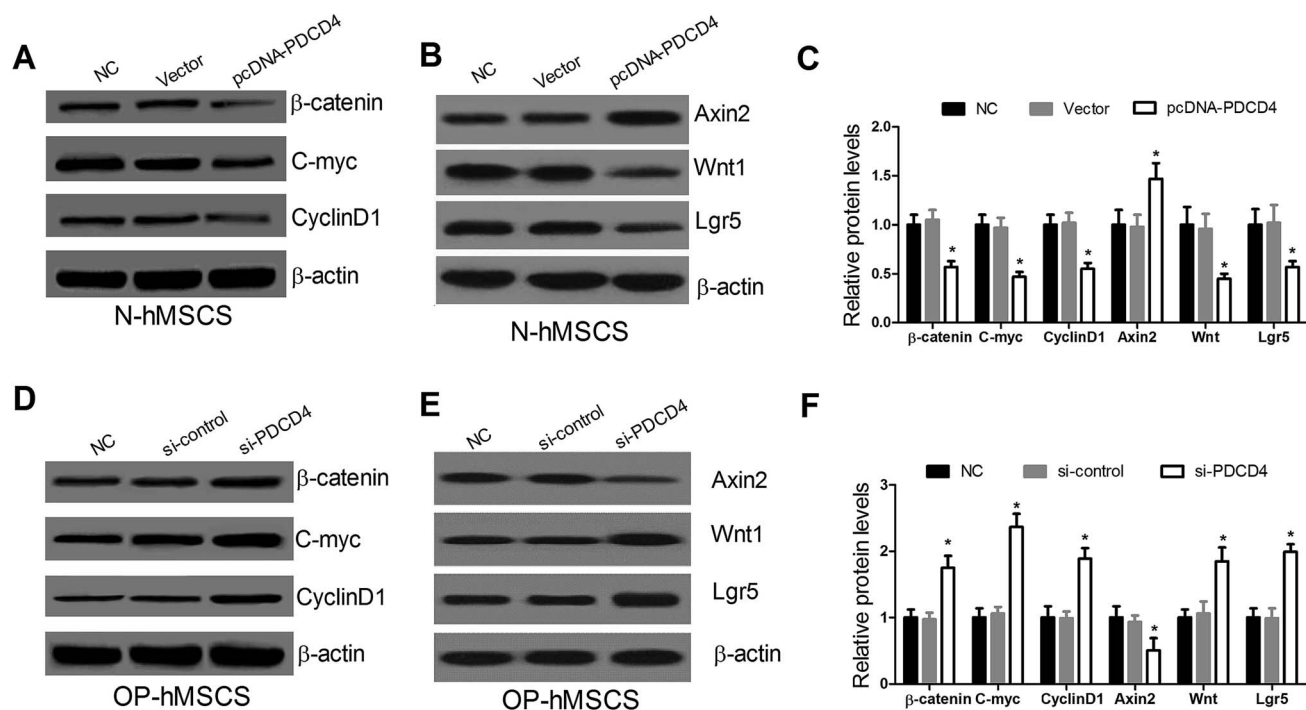 A
NC Vector pcDNA-PDCD4
β-catenin
C-myc
CyclinD1
β-actin
N-hMSCS
B
NC Vector pcDNA-PDCD4
Axin2
Wnt1
Lgr5
β-actin
N-hMSCS
C
NC Vector pcDNA-PDCD4
Relative protein levels
2.0
1.5
1.0
0.5
0.0
* * * * * *
β-catenin C-myc CyclinD1 Axin2 Wnt Lgr5
D
NC si-control si-PDCD4
β-catenin
C-myc
CyclinD1
β-actin
OP-hMSCS
E
NC si-control si-PDCD4
Axin2
Wnt1
Lgr5
β-actin
OP-hMSCS
F
NC si-control si-PDCD4
Relative protein levels
3
2
1
0
* * * * * *
β-catenin C-myc CyclinD1 Axin2 Wnt Lgr5